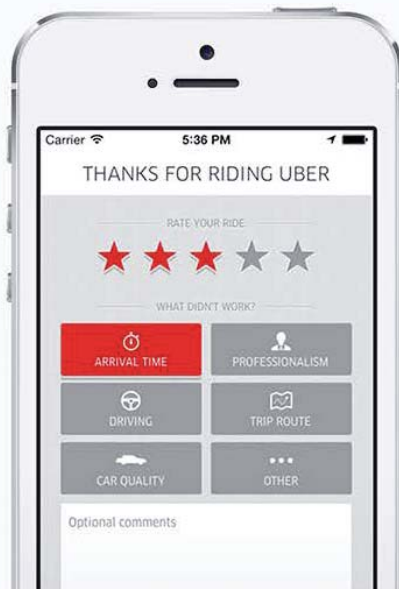 Carrier 5:36 PM
THANKS FOR RIDING UBER
RATE YOUR RIDE
WHAT DIDN'T WORK?
ARRIVAL TIME PROFESSIONALISM
DRIVING TRIP ROUTE
CAR QUALITY OTHER
Optional comments